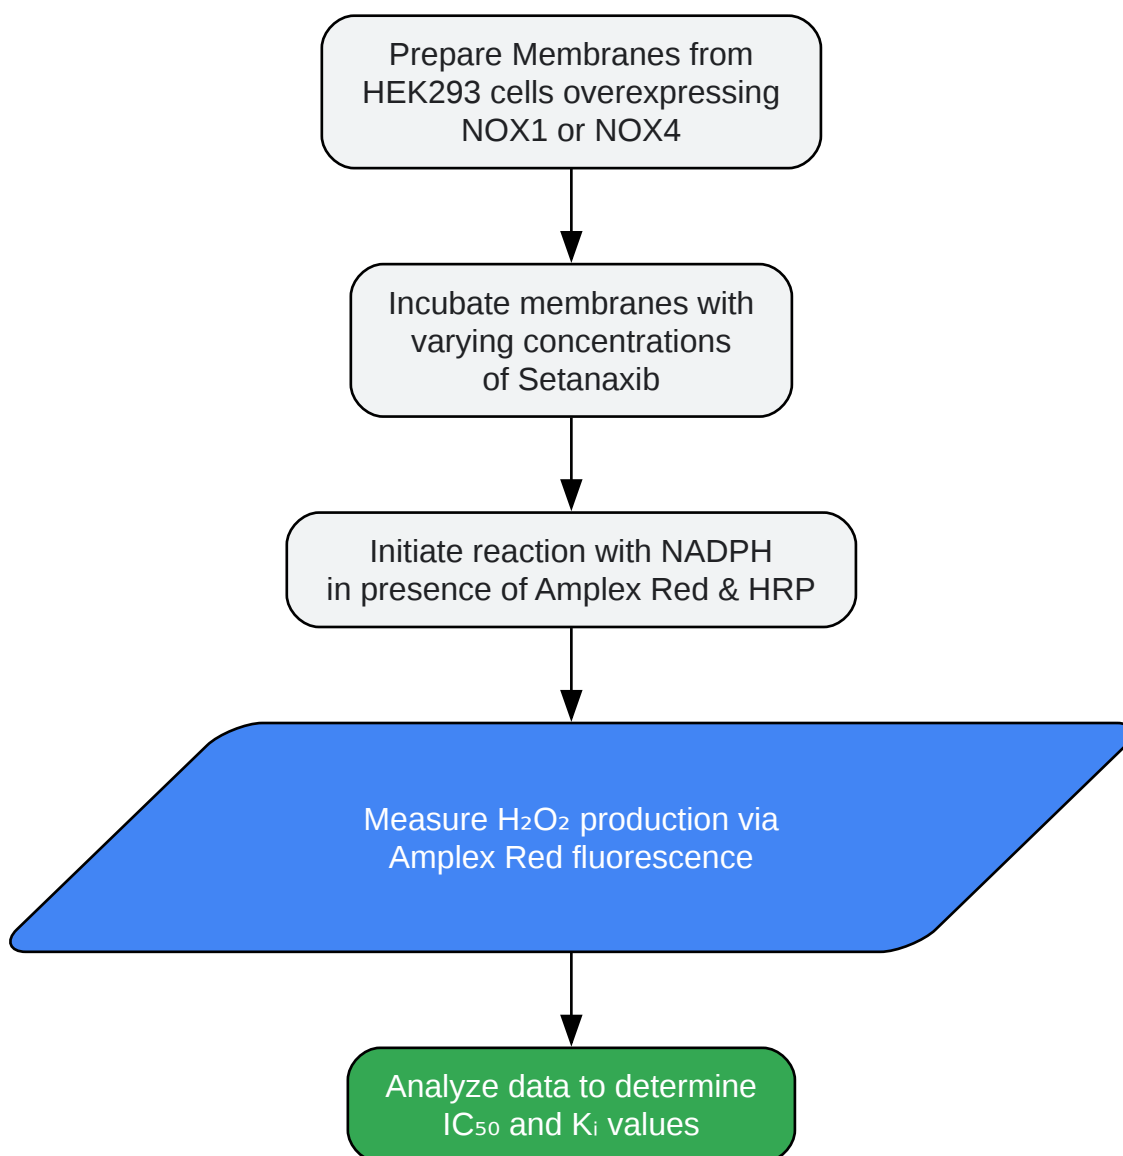 Prepare Membranes from
HEK293 cells overexpressing
NOX1 or NOX4
Incubate membranes with
varying concentrations
of Setanaxib
Initiate reaction with NADPH
in presence of Amplex Red & HRP
Measure H₂O₂ production via
Amplex Red fluorescence
Analyze data to determine
IC₅₀ and Kᵢ values